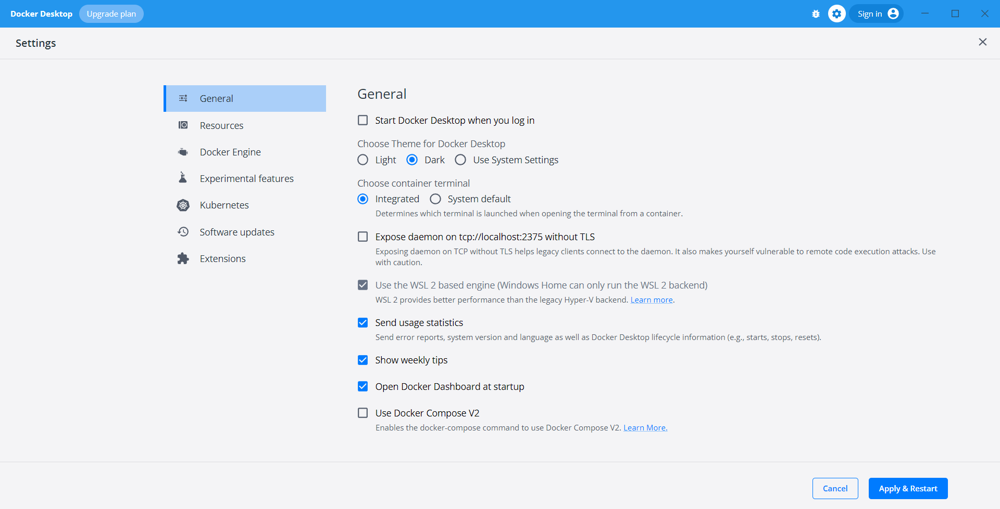 Docker Desktop Upgrade plan Sign in
Settings
General
Resources
Docker Engine
Experimental features
Kubernetes
Software updates
Extensions
General
Start Docker Desktop when you log in
Choose Theme for Docker Desktop
Light Dark Use System Settings
Choose container terminal
Integrated System default
Determines which terminal is launched when opening the terminal from a container.
Expose daemon on tcp://localhost:2375 without TLS
Exposing daemon on TCP without TLS helps legacy clients connect to the daemon. It also makes yourself vulnerable to remote code execution attacks. Use
with caution.
Use the WSL 2 based engine (Windows Home can only run the WSL 2 backend)
WSL 2 provides better performance than the legacy Hyper-V backend. Learn more.
Send usage statistics
Send error reports, system version and language as well as Docker Desktop lifecycle information (e.g., starts, stops, resets).
Show weekly tips
Open Docker Dashboard at startup
Use Docker Compose V2
Enables the docker-compose command to use Docker Compose V2. Learn More.
Cancel Apply & Restart